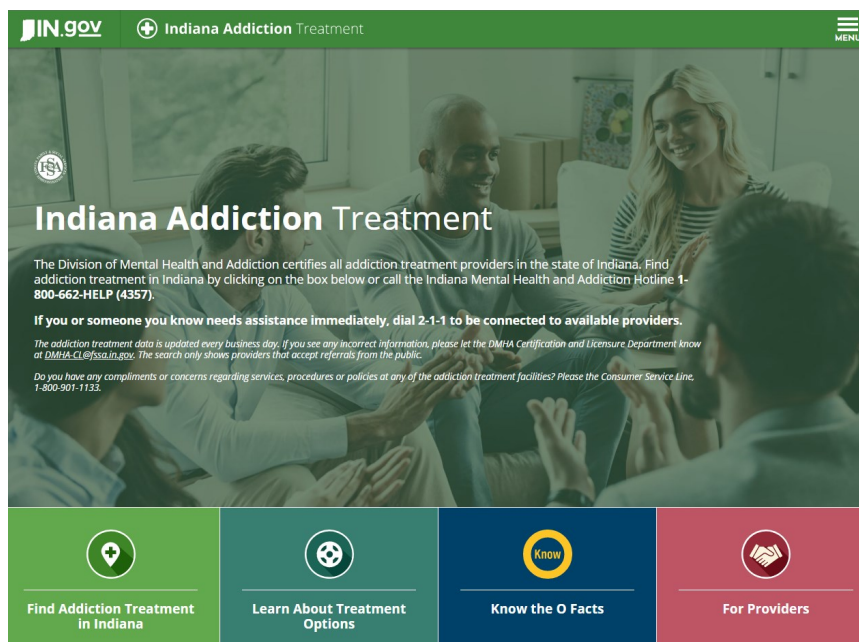 IN.gov
Indiana Addiction Treatment
MENU
FSSA
Indiana Addiction Treatment
The Division of Mental Health and Addiction certifies all addiction treatment providers in the state of Indiana. Find
addiction treatment in Indiana by clicking on the box below or call the Indiana Mental Health and Addiction Hotline 1-
800-662-HELP (4357).
If you or someone you know needs assistance immediately, dial 2-1-1 to be connected to available providers.
The addiction treatment data is updated every business day. If you see any incorrect information, please let the DMHA Certification and Licensure Department know
at DMHA-CL@fssa.in.gov. The search only shows providers that accept referrals from the public.
Do you have any compliments or concerns regarding services, procedures or policies at any of the addiction treatment facilities? Please the Consumer Service Line,
1-800-901-1133.
Find Addiction Treatment
in Indiana
Learn About Treatment
Options
Know
Know the O Facts
For Providers